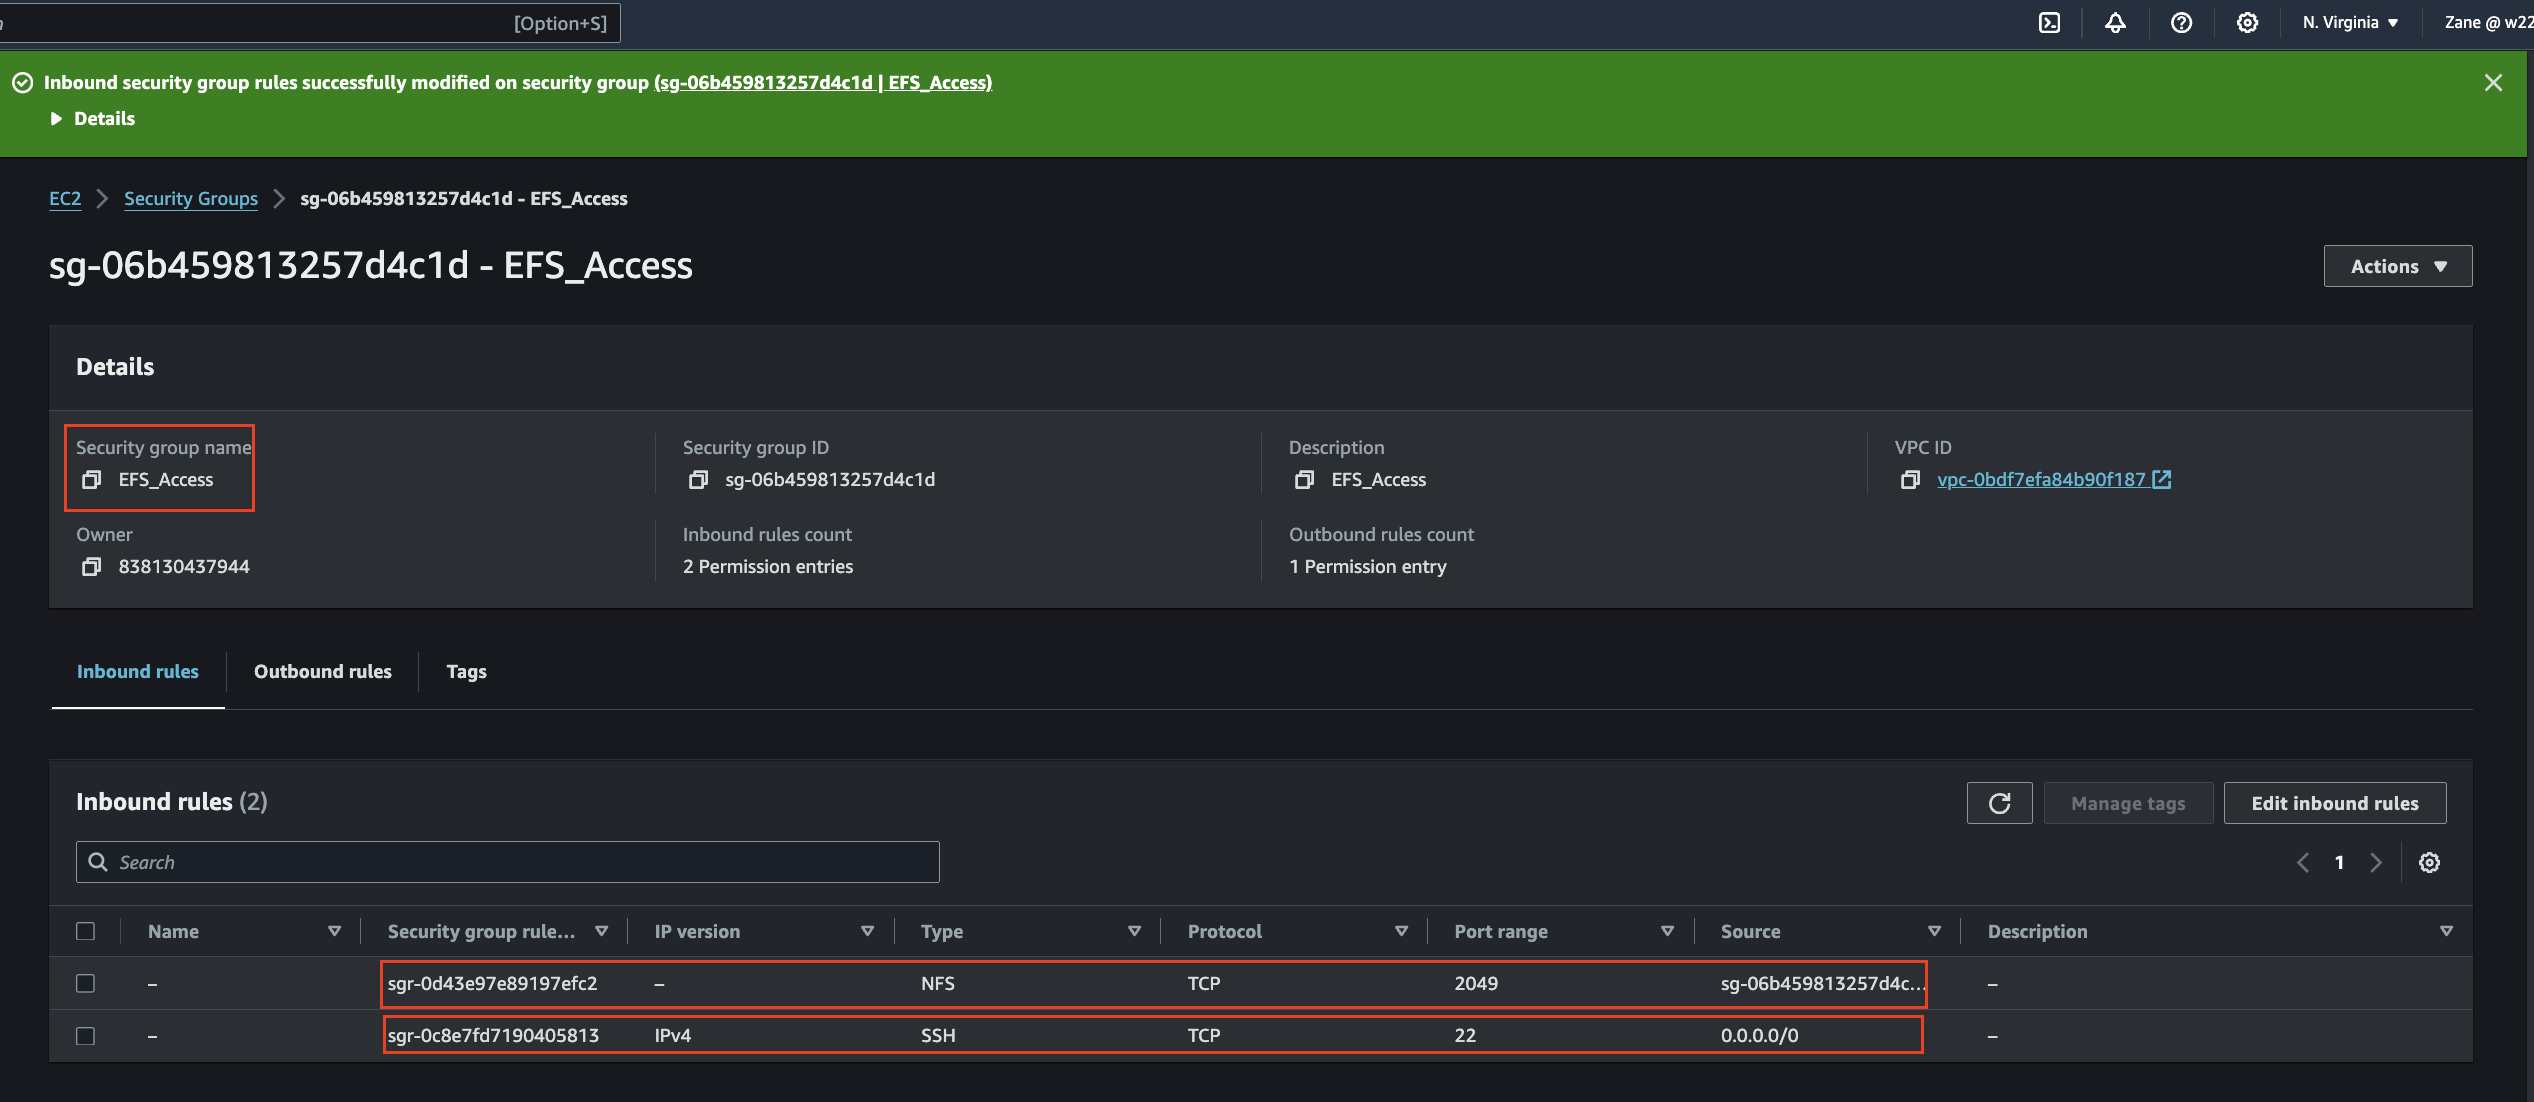 [Option+S]
N. Virginia
Zane @ w22
Inbound security group rules successfully modified on security group (sg-06b459813257d4c1d | EFS_Access)
Details
EC2 Security Groups sg-06b459813257d4c1d - EFS_Access
sg-06b459813257d4c1d - EFS_Access
Actions
Details
Security group name Security group ID Description VPC ID
EFS_Access sg-06b459813257d4c1d EFS_Access vpc-0bdf7efa84b90f187
Owner Inbound rules count Outbound rules count
838130437944 2 Permission entries 1 Permission entry
Inbound rules Outbound rules Tags
Inbound rules (2)
Manage tags Edit inbound rules
Search
1
Name Security group rule... IP version Type Protocol Port range Source Description
– sgr-0d43e97e89197efc2 – NFS TCP 2049 sg-06b459813257d4c... –
– sgr-0c8e7fd7190405813 IPv4 SSH TCP 22 0.0.0.0/0 –